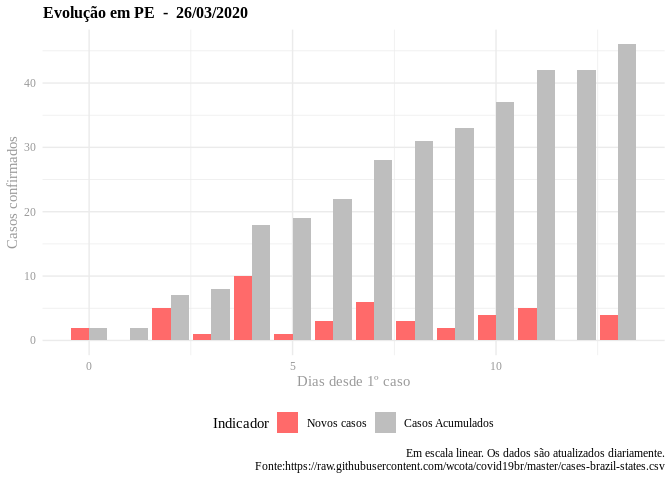 Evolução em PE - 26/03/2020
Casos confirmados
40
30
20
10
0
0 5 10
Dias desde 1º caso
Indicador Novos casos Casos Acumulados
Em escala linear. Os dados são atualizados diariamente.
Fonte:https://raw.githubusercontent.com/wcota/covid19br/master/cases-brazil-states.csv